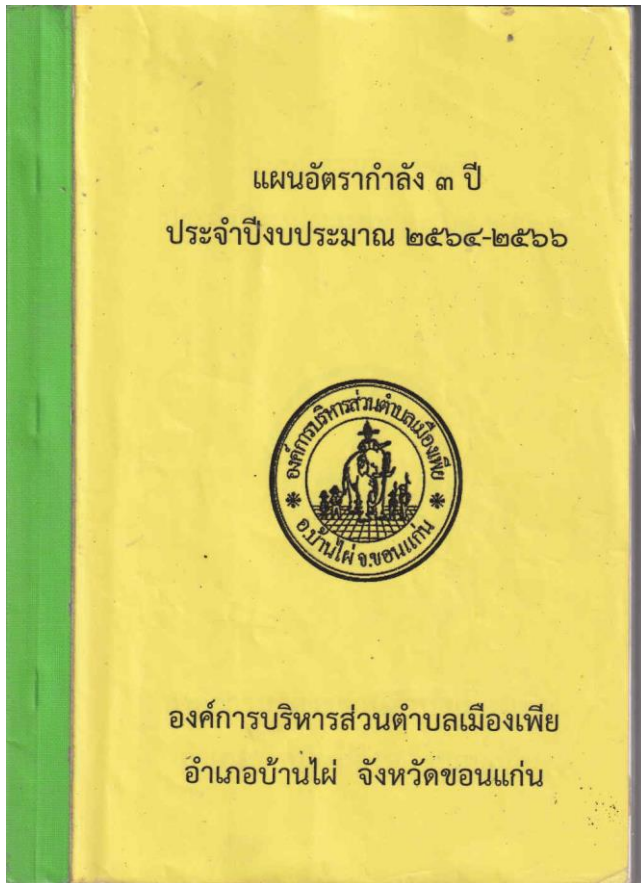 แผนอัตรากำลัง ๓ ปี
ประจำปีงบประมาณ ๒๕๖๔-๒๕๖๖
องค์การบริหารส่วนตำบลเมืองเพีย
อ.บ้านไผ่ จ.ขอนแก่น
องค์การบริหารส่วนตำบลเมืองเพีย
อำเภอบ้านไผ่ จังหวัดขอนแก่น